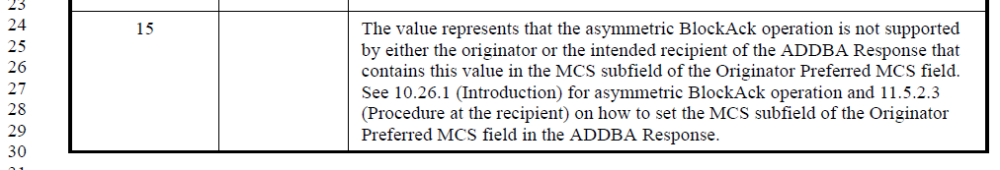 23
24 15 The value represents that the asymmetric BlockAck operation is not supported
25 by either the originator or the intended recipient of the ADDBA Response that
26 contains this value in the MCS subfield of the Originator Preferred MCS field.
27 See 10.26.1 (Introduction) for asymmetric BlockAck operation and 11.5.2.3
28 (Procedure at the recipient) on how to set the MCS subfield of the Originator
29 Preferred MCS field in the ADDBA Response.
30